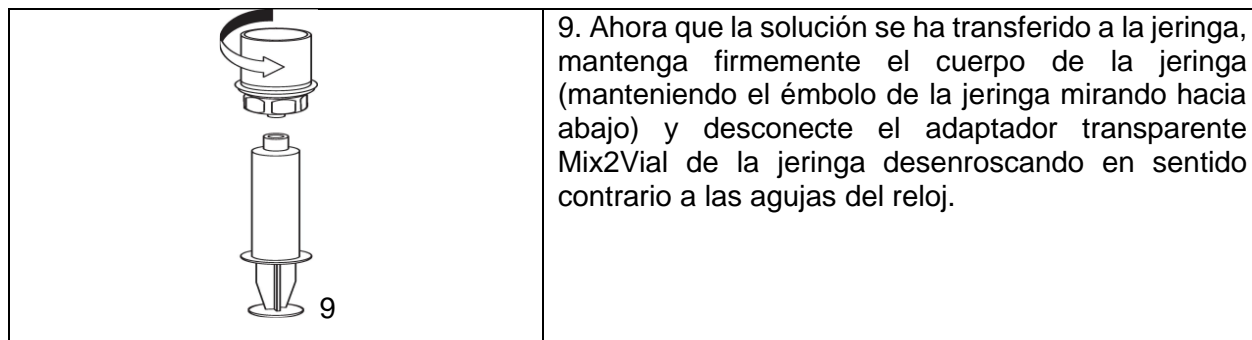 9. Ahora que la solución se ha transferido a la jeringa,
mantenga firmemente el cuerpo de la jeringa
(manteniendo el émbolo de la jeringa mirando hacia
abajo) y desconecte el adaptador transparente
Mix2Vial de la jeringa desenroscando en sentido
contrario a las agujas del reloj.
9